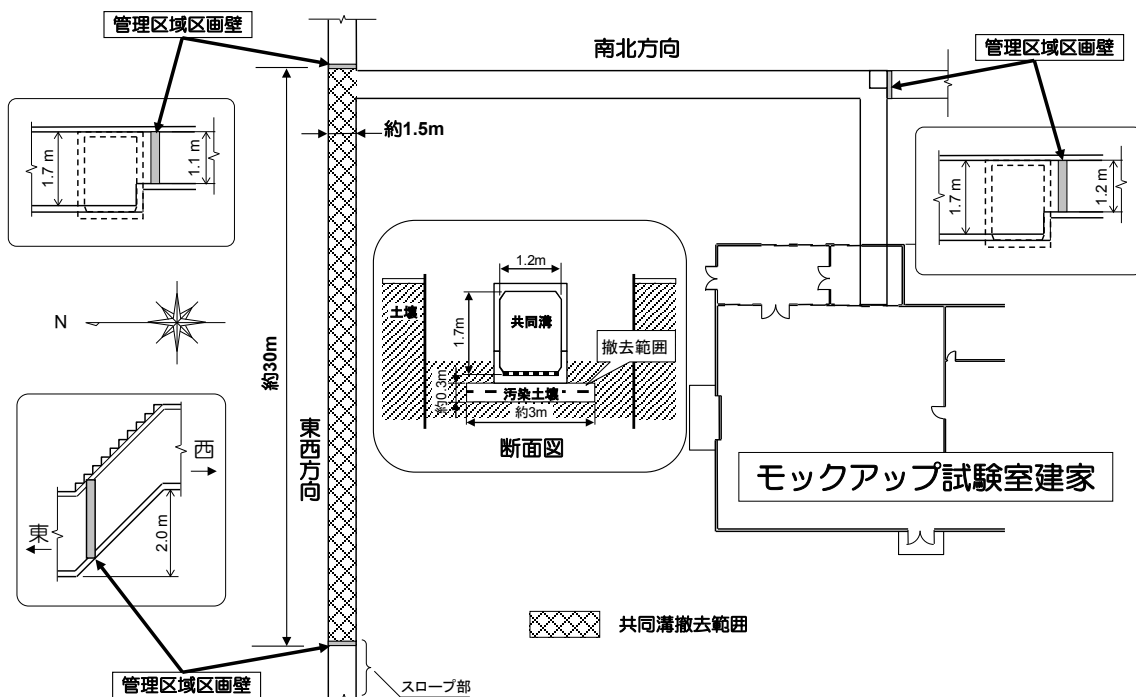 管理区域区画壁
南北方向
管理区域区画壁
約1.5m
1.7 m
1.1 m
1.7 m
1.2 m
N
約30m
東西方向
1.2m
土壌
共同溝
1.7m
撤去範囲
約0.3m
汚染土壌
約3m
断面図
モックアップ試験室建家
西
東
2.0 m
共同溝撤去範囲
管理区域区画壁
スロープ部